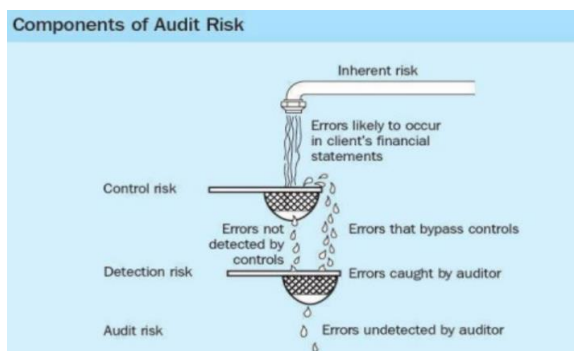 Components of Audit Risk
Inherent risk
Errors likely to occur
in client's financial
statements
Control risk
Errors not
detected by
controls
Errors that bypass controls
Detection risk
Errors caught by auditor
Audit risk
Errors undetected by auditor